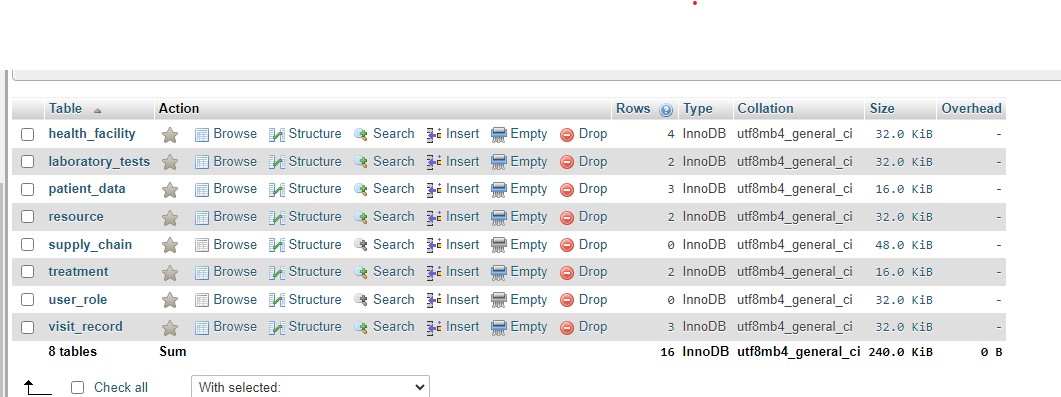 Table Action Rows Type Collation Size Overhead
health_facility Browse Structure Search Insert Empty Drop 4 InnoDB utf8mb4_general_ci 32.0 KiB -
laboratory_tests Browse Structure Search Insert Empty Drop 2 InnoDB utf8mb4_general_ci 32.0 KiB -
patient_data Browse Structure Search Insert Empty Drop 3 InnoDB utf8mb4_general_ci 16.0 KiB -
resource Browse Structure Search Insert Empty Drop 2 InnoDB utf8mb4_general_ci 32.0 KiB -
supply_chain Browse Structure Search Insert Empty Drop 0 InnoDB utf8mb4_general_ci 48.0 KiB -
treatment Browse Structure Search Insert Empty Drop 2 InnoDB utf8mb4_general_ci 16.0 KiB -
user_role Browse Structure Search Insert Empty Drop 0 InnoDB utf8mb4_general_ci 32.0 KiB -
visit_record Browse Structure Search Insert Empty Drop 3 InnoDB utf8mb4_general_ci 32.0 KiB -
8 tables Sum 16 InnoDB utf8mb4_general_ci 240.0 KiB 0 B
Check all With selected: